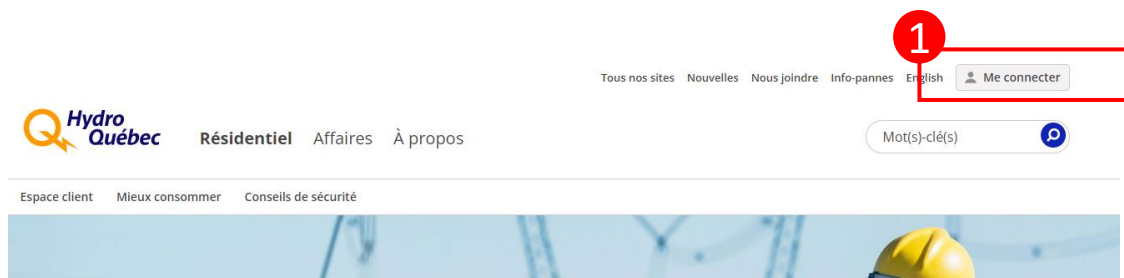 1
Tous nos sites Nouvelles Nous joindre Info-pannes English Me connecter
Hydro
Québec
Résidentiel Affaires À propos
Mot(s)-clé(s)
Espace client Mieux consommer Conseils de sécurité